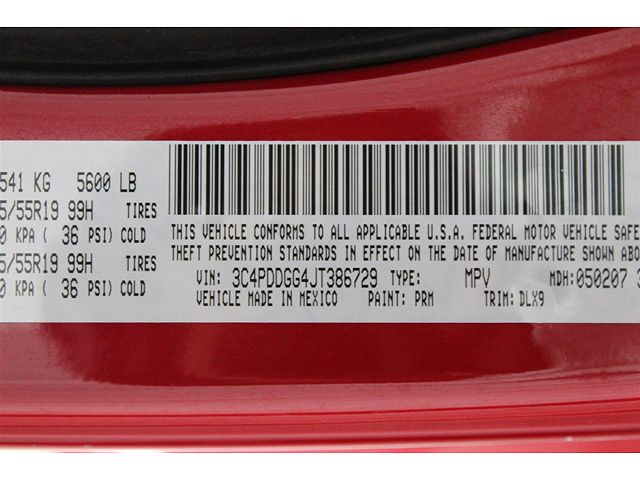 541 KG 5600 LB
5/55R19 99H TIRES
0 KPA ( 36 PSI) COLD
5/55R19 99H TIRES
0 KPA ( 36 PSI) COLD
THIS VEHICLE CONFORMS TO ALL APPLICABLE U.S.A. FEDERAL MOTOR VEHICLE SAFE
THEFT PREVENTION STANDARDS IN EFFECT ON THE DATE OF MANUFACTURE SHOWN ABO
VIN: 3C4PDDGG4JT386729 TYPE: MPV MDH: 050207 3
VEHICLE MADE IN MEXICO PAINT: PRM TRIM: DLX9